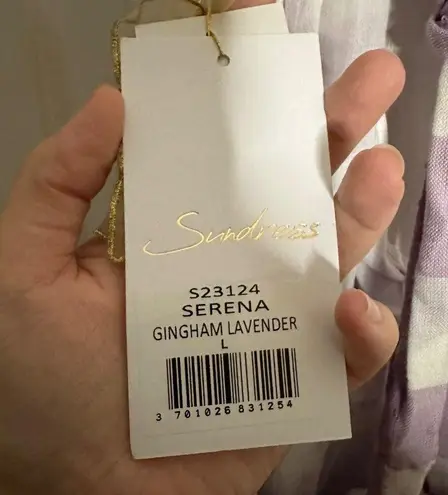 Sundress
S23124
SERENA
GINGHAM LAVENDER
L
3 701026 831254